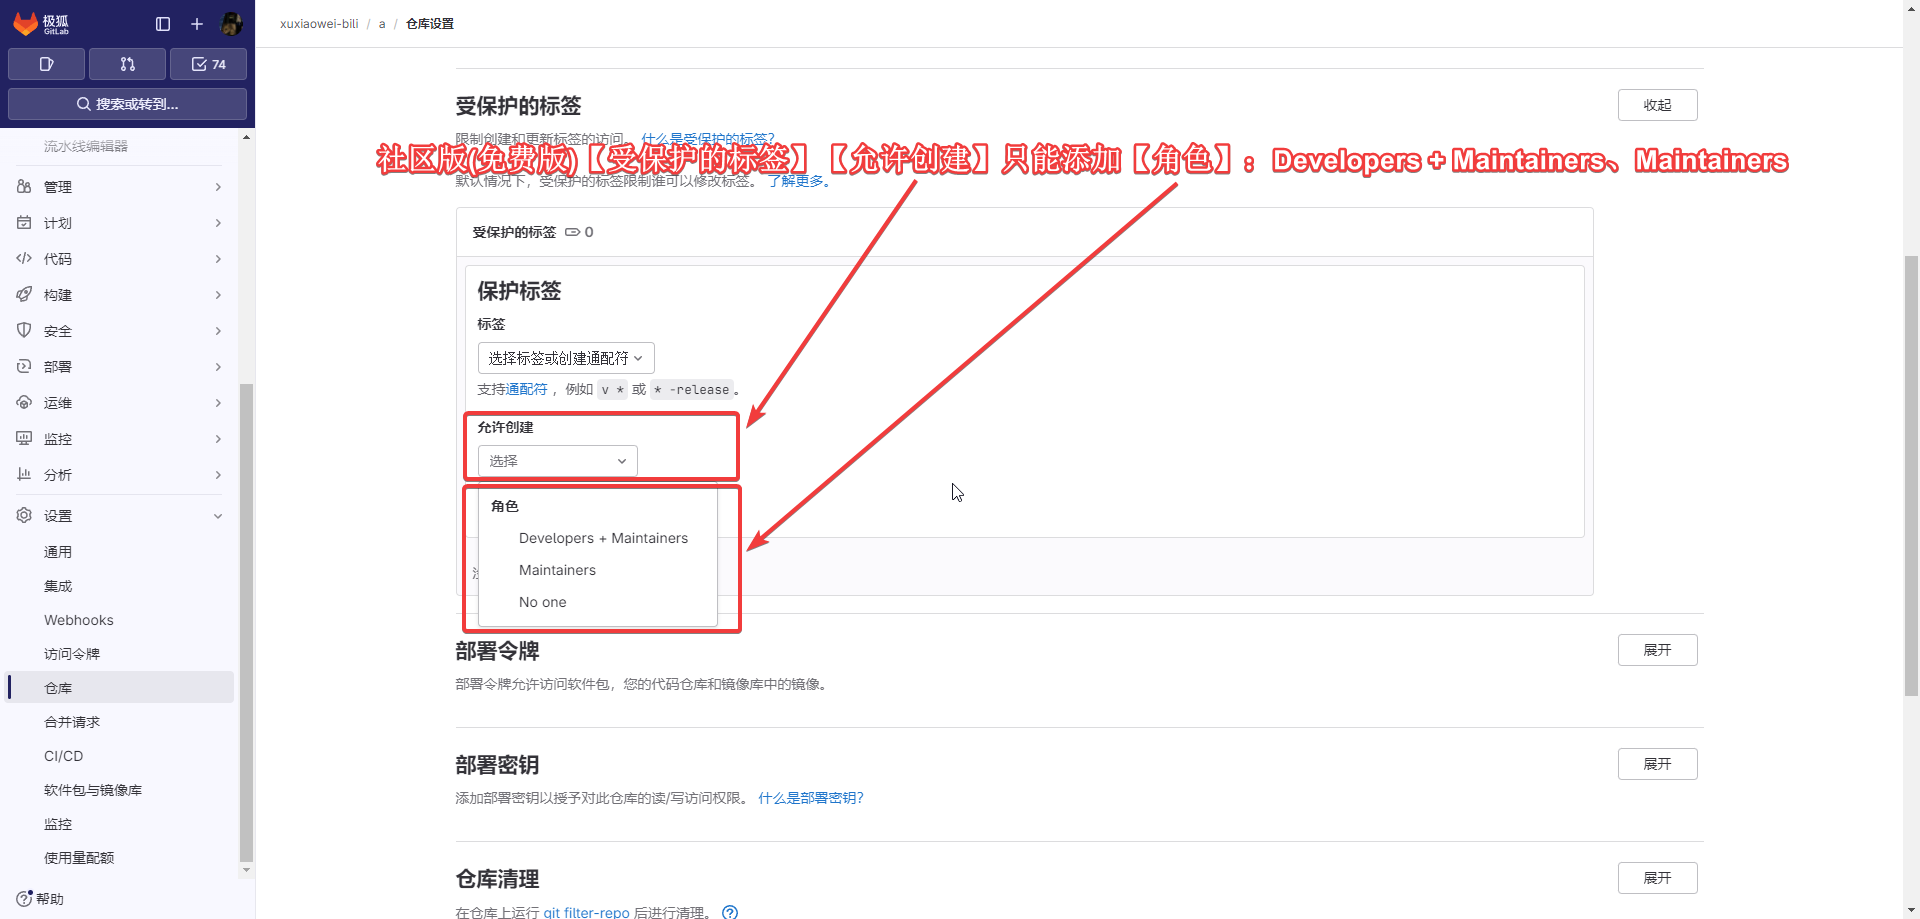 极狐
GitLab
74
搜索或转到...
流水线编辑器
管理
计划
代码
构建
安全
部署
运维
监控
分析
设置
通用
集成
Webhooks
访问令牌
仓库
合并请求
CI/CD
软件包与镜像库
监控
使用量配额
帮助
xuxiaowei-bili / a / 仓库设置
受保护的标签
收起
限制创建和更新标签的访问。 什么是受保护的标签?
社区版(免费版)【受保护的标签】【允许创建】只能添加【角色】：Developers + Maintainers、Maintainers
默认情况下，受保护的标签限制谁可以修改标签。 了解更多。
受保护的标签 0
保护标签
标签
选择标签或创建通配符
支持通配符， 例如 v * 或 * -release 。
允许创建
选择
角色
Developers + Maintainers
Maintainers
No one
部署令牌
展开
部署令牌允许访问软件包，您的代码仓库和镜像库中的镜像。
部署密钥
展开
添加部署密钥以授予对此仓库的读/写访问权限。 什么是部署密钥?
仓库清理
展开
在仓库上运行 git filter-repo 后进行清理。